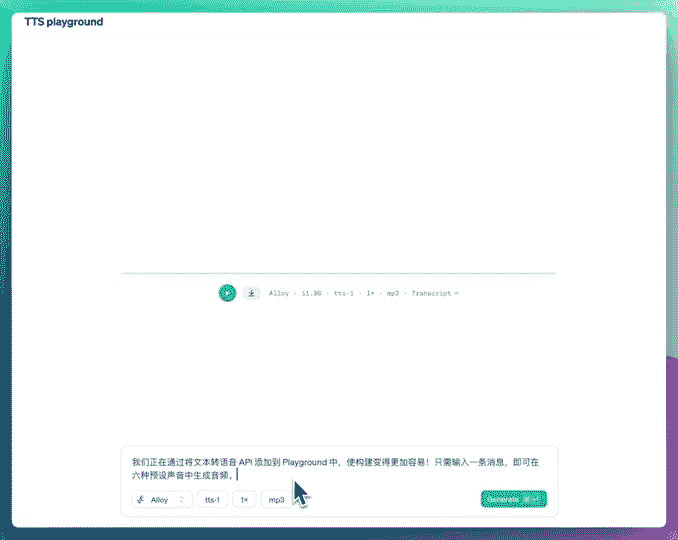 TTS playground
Alloy · 11.98 · tts-1 · 1× · mp3 · Transcript
我们正在通过将文本转语音 API 添加到 Playground 中，使构建变得更加容易！只需输入一条消息，即可在
六种预设声音中生成音频。
Alloy tts-1 1× mp3 Generate